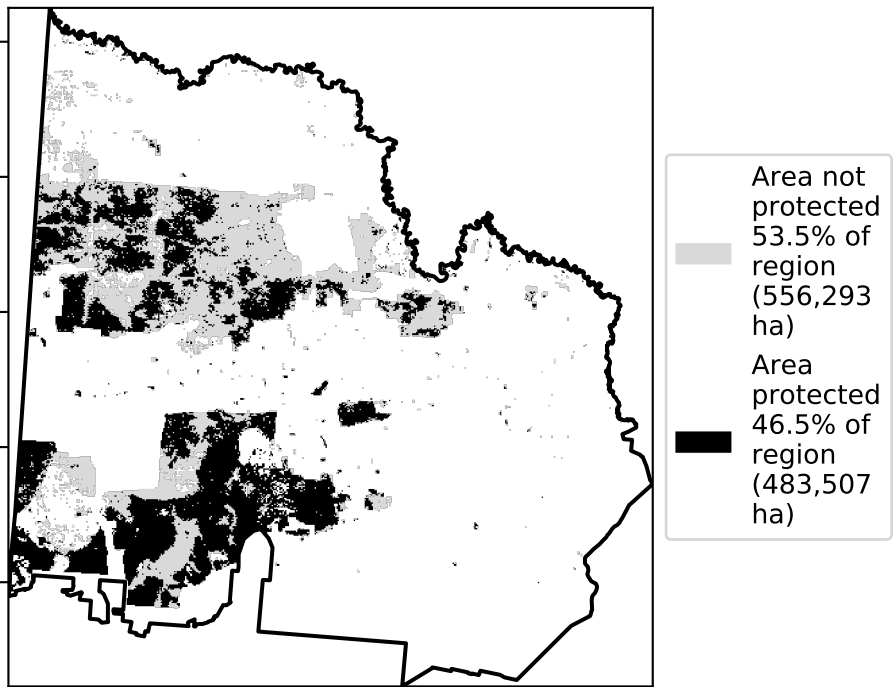 Area not
protected
53.5% of
region
(556,293
ha)
Area
protected
46.5% of
region
(483,507
ha)